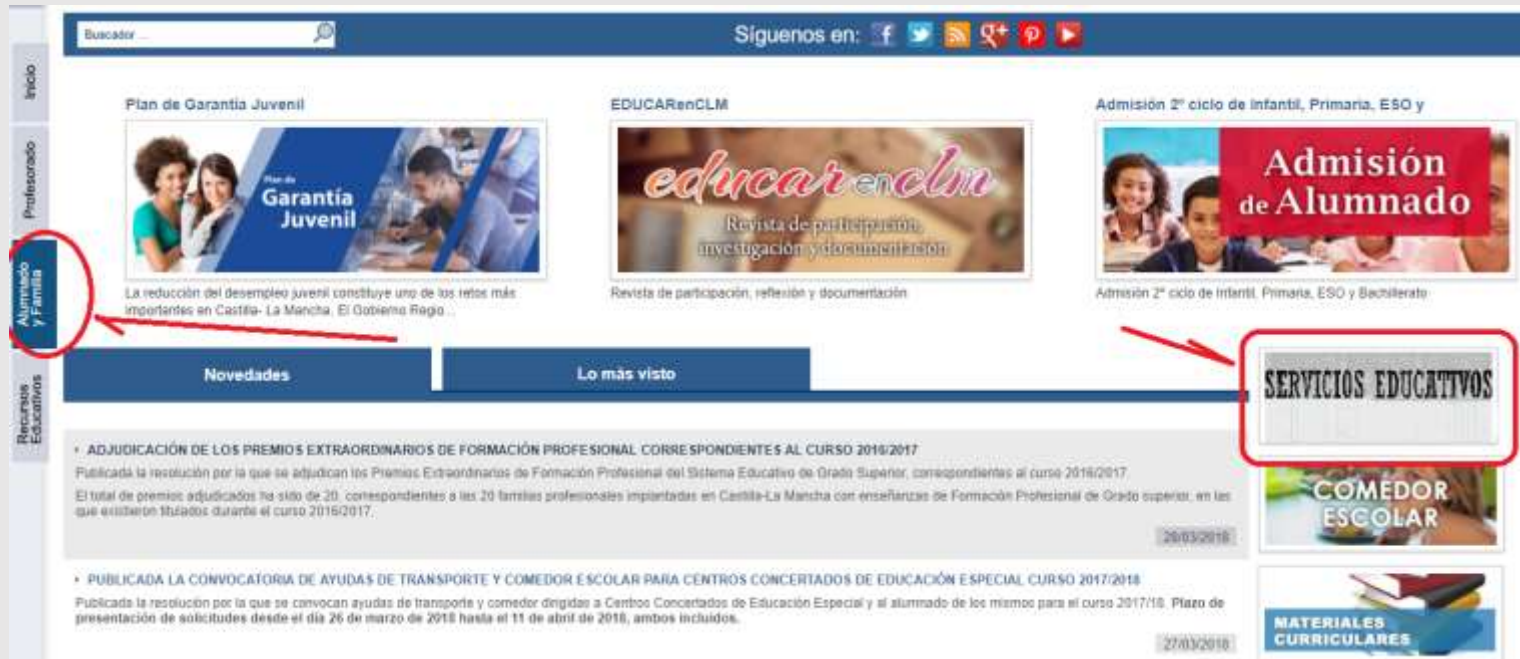 Buscador ...
Síguenos en:
Inicio
Profesorado
Alumnado
y Familia
Recursos
Educativos
Plan de Garantía Juvenil
Plan de
Garantía
Juvenil
La reducción del desempleo juvenil constituye uno de los retos más
importantes en Castilla- La Mancha. El Gobierno Regio...
EDUCARenCLM
educar en clm
Revista de participación,
investigación y documentación
Revista de participación, reflexión y documentación
Admisión 2º ciclo de Infantil, Primaria, ESO y
Admisión
de Alumnado
Admisión 2º ciclo de Infantil, Primaria, ESO y Bachillerato
Novedades
Lo más visto
ADJUDICACIÓN DE LOS PREMIOS EXTRAORDINARIOS DE FORMACIÓN PROFESIONAL CORRESPONDIENTES AL CURSO 2016/2017
Publicada la resolución por la que se adjudican los Premios Extraordinarios de Formación Profesional del Sistema Educativo de Grado Superior, correspondientes al curso 2016/2017.
El total de premios adjudicados ha sido de 20, correspondientes a las 20 familias profesionales implantadas en Castilla-La Mancha con enseñanzas de Formación Profesional de Grado superior, en las
que existieron titulados durante el curso 2016/2017.
28/03/2018
PUBLICADA LA CONVOCATORIA DE AYUDAS DE TRANSPORTE Y COMEDOR ESCOLAR PARA CENTROS CONCERTADOS DE EDUCACIÓN ESPECIAL CURSO 2017/2018
Publicada la resolución por la que se convocan ayudas de transporte y comedor dirigidas a Centros Concertados de Educación Especial y al alumnado de los mismos para el curso 2017/18. Plazo de
presentación de solicitudes desde el día 26 de marzo de 2018 hasta el 11 de abril de 2018, ambos incluidos.
27/03/2018
SERVICIOS EDUCATIVOS
COMEDOR
ESCOLAR
MATERIALES
CURRICULARES